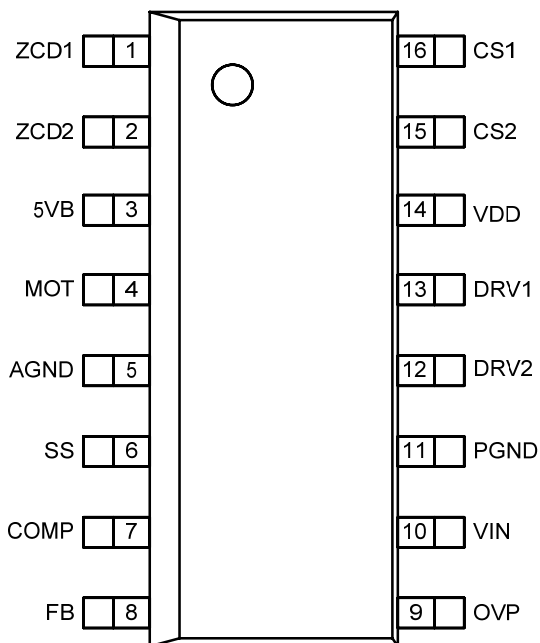 ZCD1 1 16 CS1
ZCD2 2 15 CS2
5VB 3 14 VDD
MOT 4 13 DRV1
AGND 5 12 DRV2
SS 6 11 PGND
COMP 7 10 VIN
FB 8 9 OVP